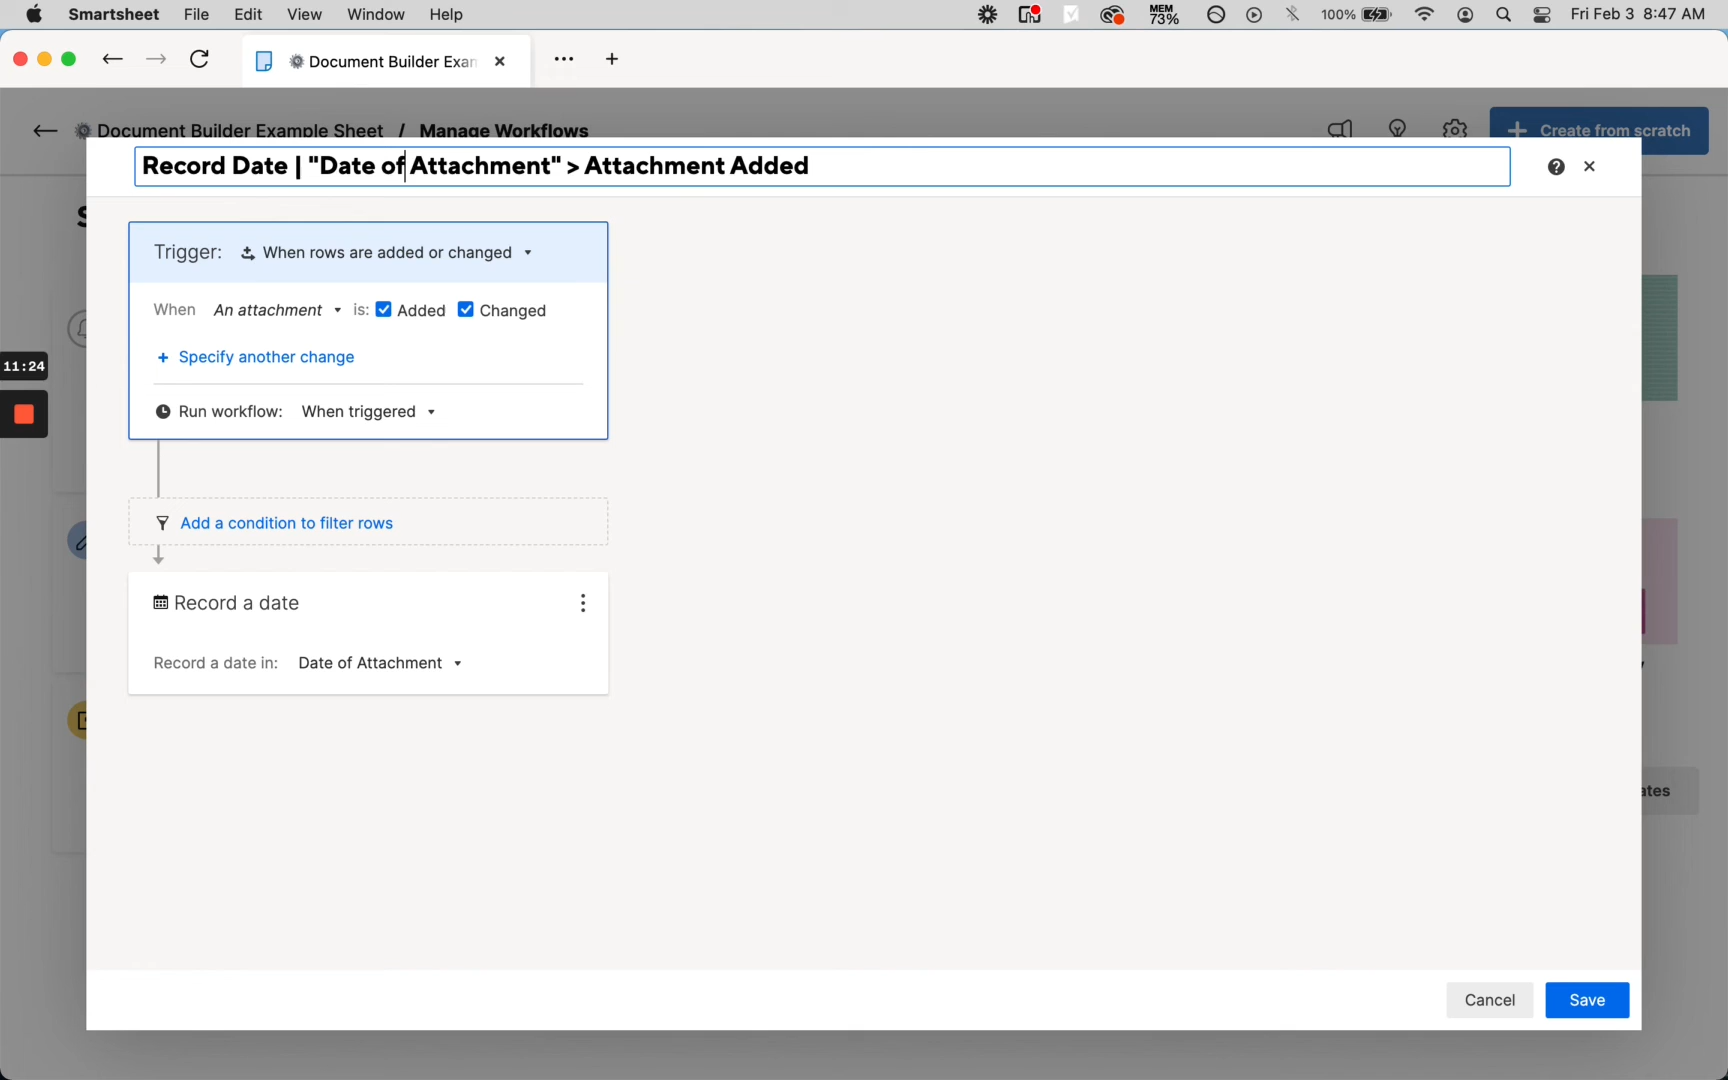 Smartsheet File Edit View Window Help MEM 73% 100% Fri Feb 3 8:47 AM
Document Builder Exan
Document Builder Example Sheet / Manage Workflows
Create from scratch
Record Date | "Date of Attachment" > Attachment Added
Trigger: When rows are added or changed
When An attachment is: Added Changed
+ Specify another change
11:24
Run workflow: When triggered
Add a condition to filter rows
Record a date
Record a date in: Date of Attachment
ates
Cancel Save